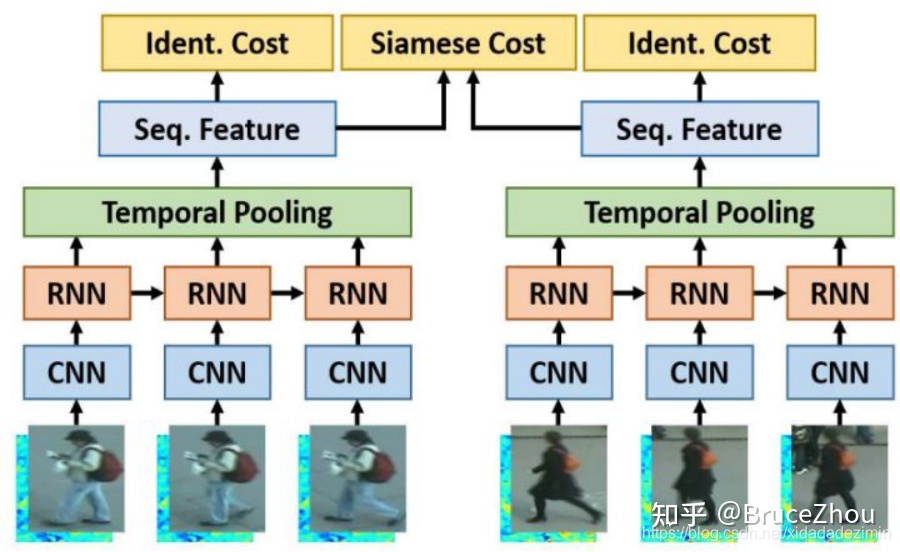 Ident. Cost
Siamese Cost
Ident. Cost
Seq. Feature
Seq. Feature
Temporal Pooling
Temporal Pooling
RNN
RNN
RNN
RNN
RNN
RNN
CNN
CNN
CNN
CNN
CNN
CNN
知乎 @BruceZhou
https://blog.csdn.net/xidadadezimin